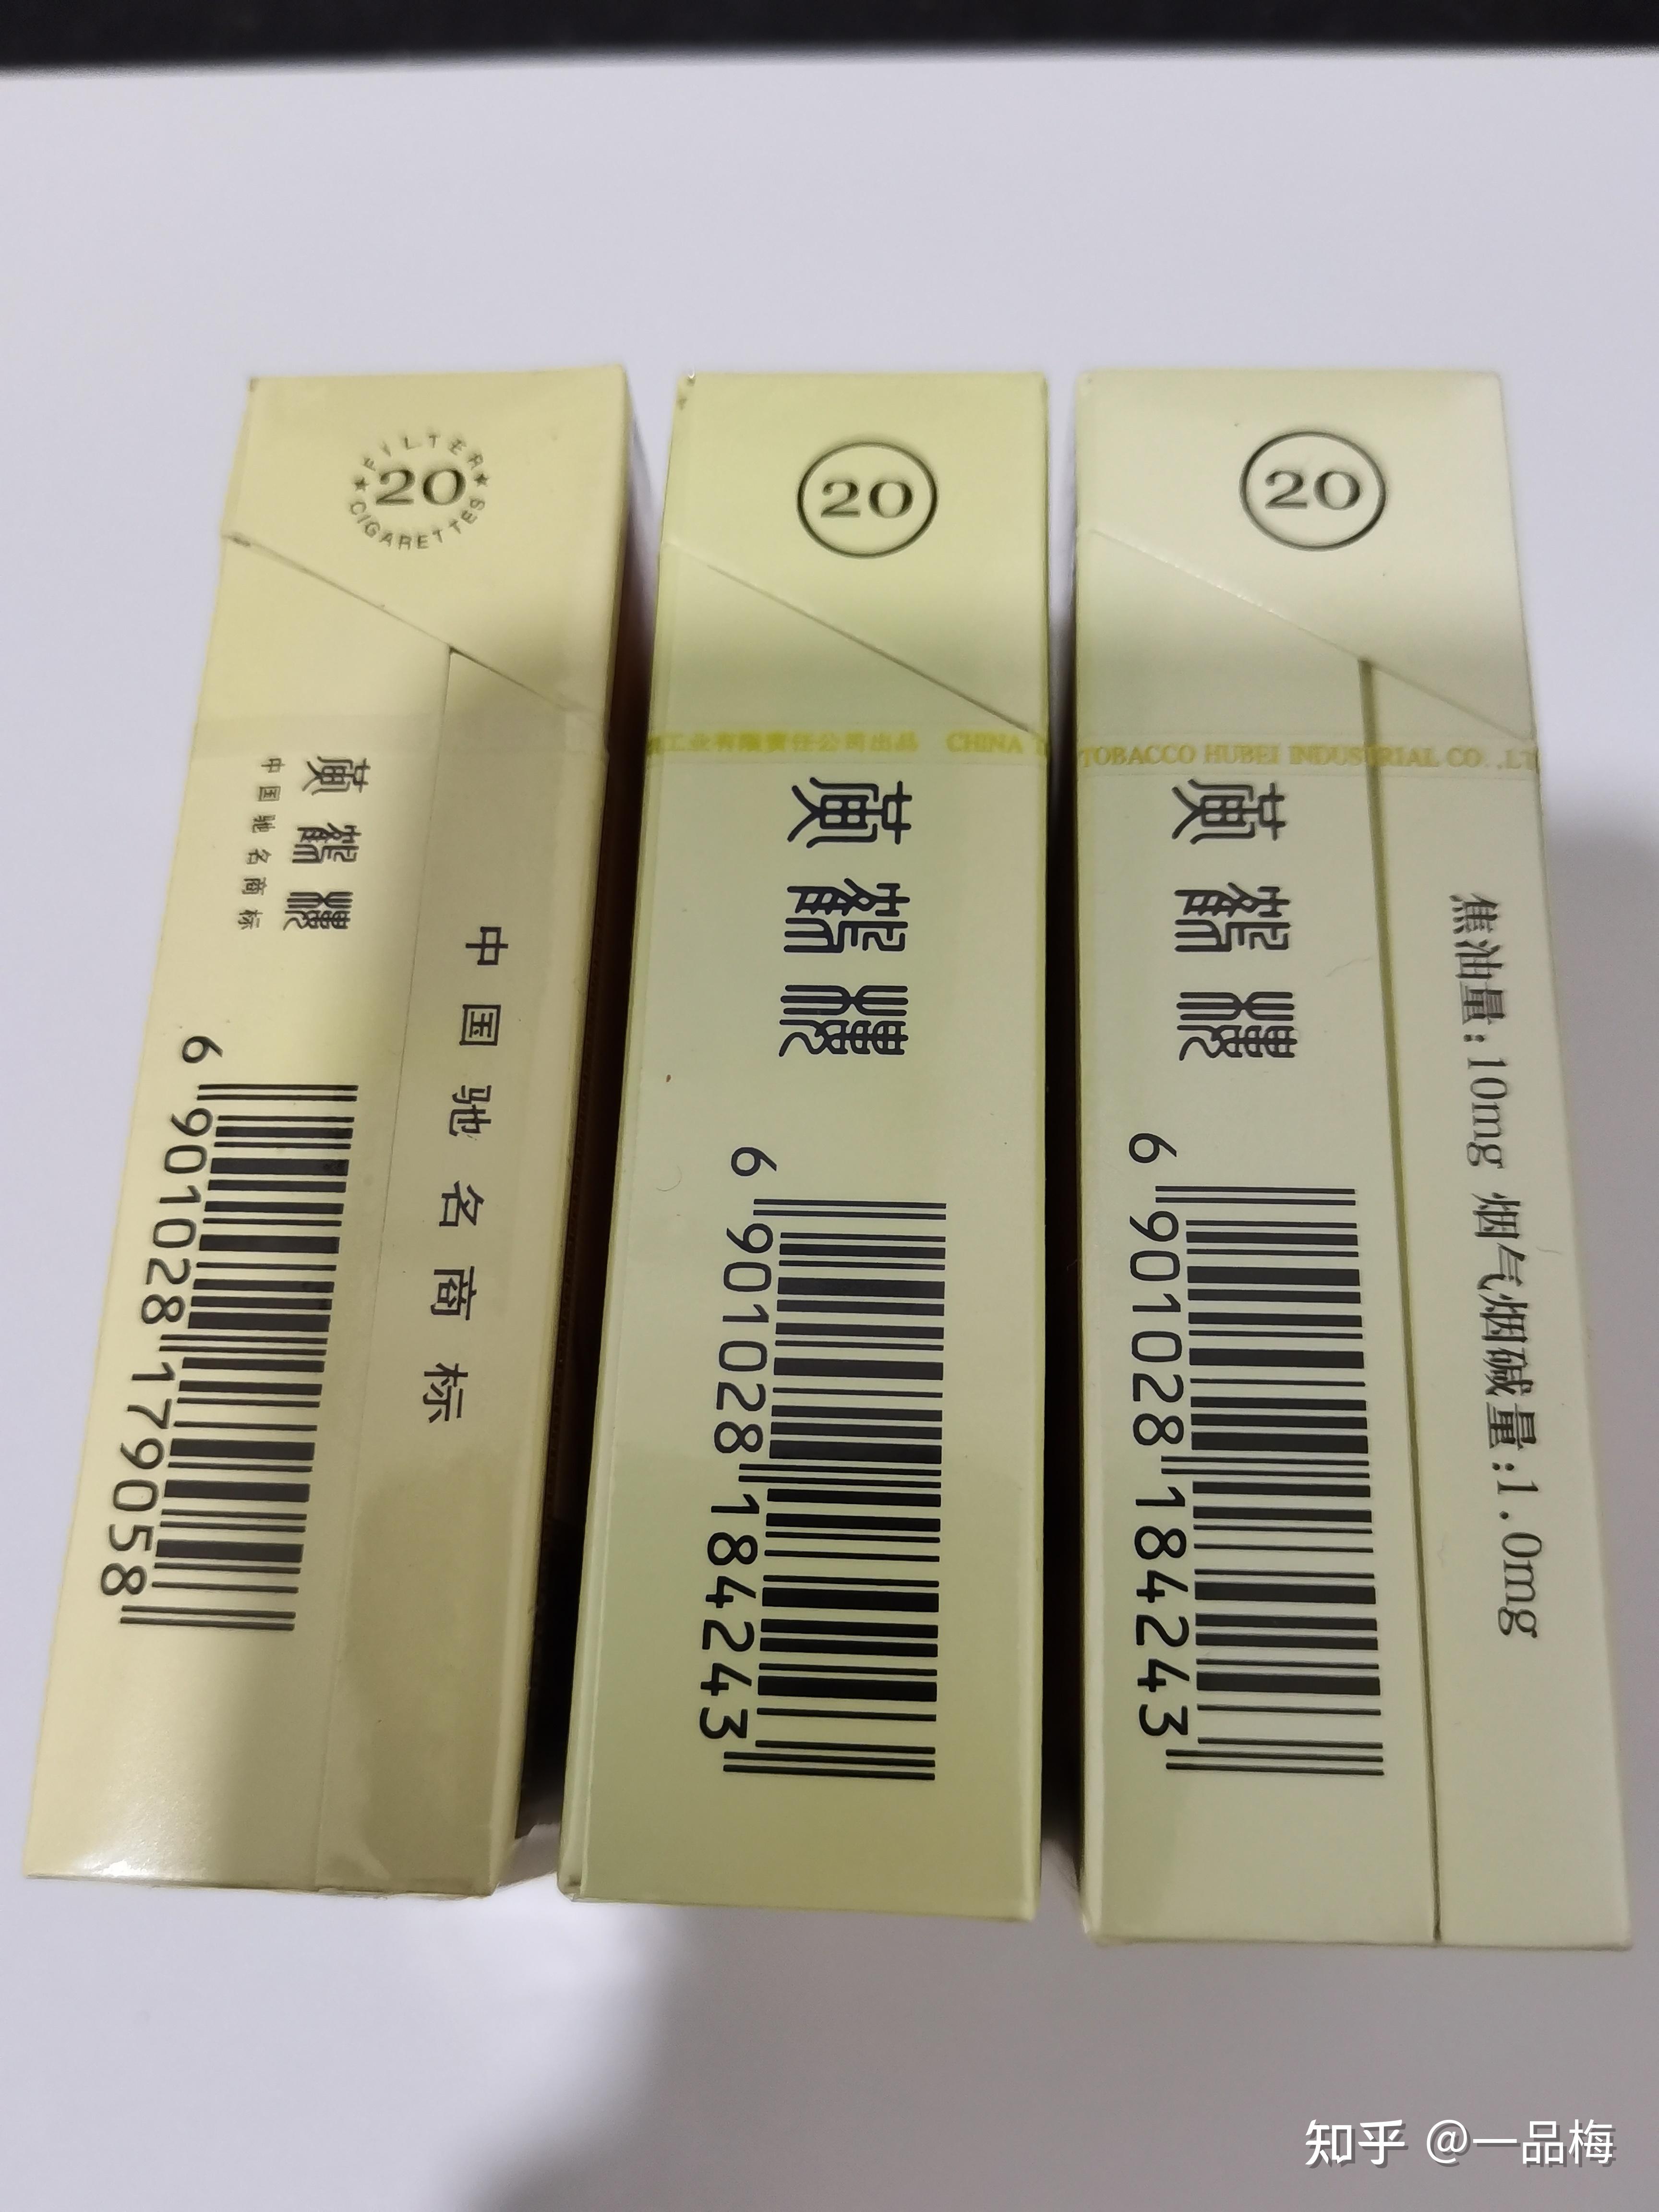 FILTER
20
CIGARETTES
黄鹤楼
中国驰名商标
中国驰名商标
6 901028 179058
20
工业有限责任公司出品 CHINA T
黄鹤楼
6 901028 184243
20
TOBACCO HUBEI INDUSTRIAL CO.,LT
黄鹤楼
焦油量:10mg 烟气烟碱量:1.0mg
6 901028 184243
知乎 @一品梅